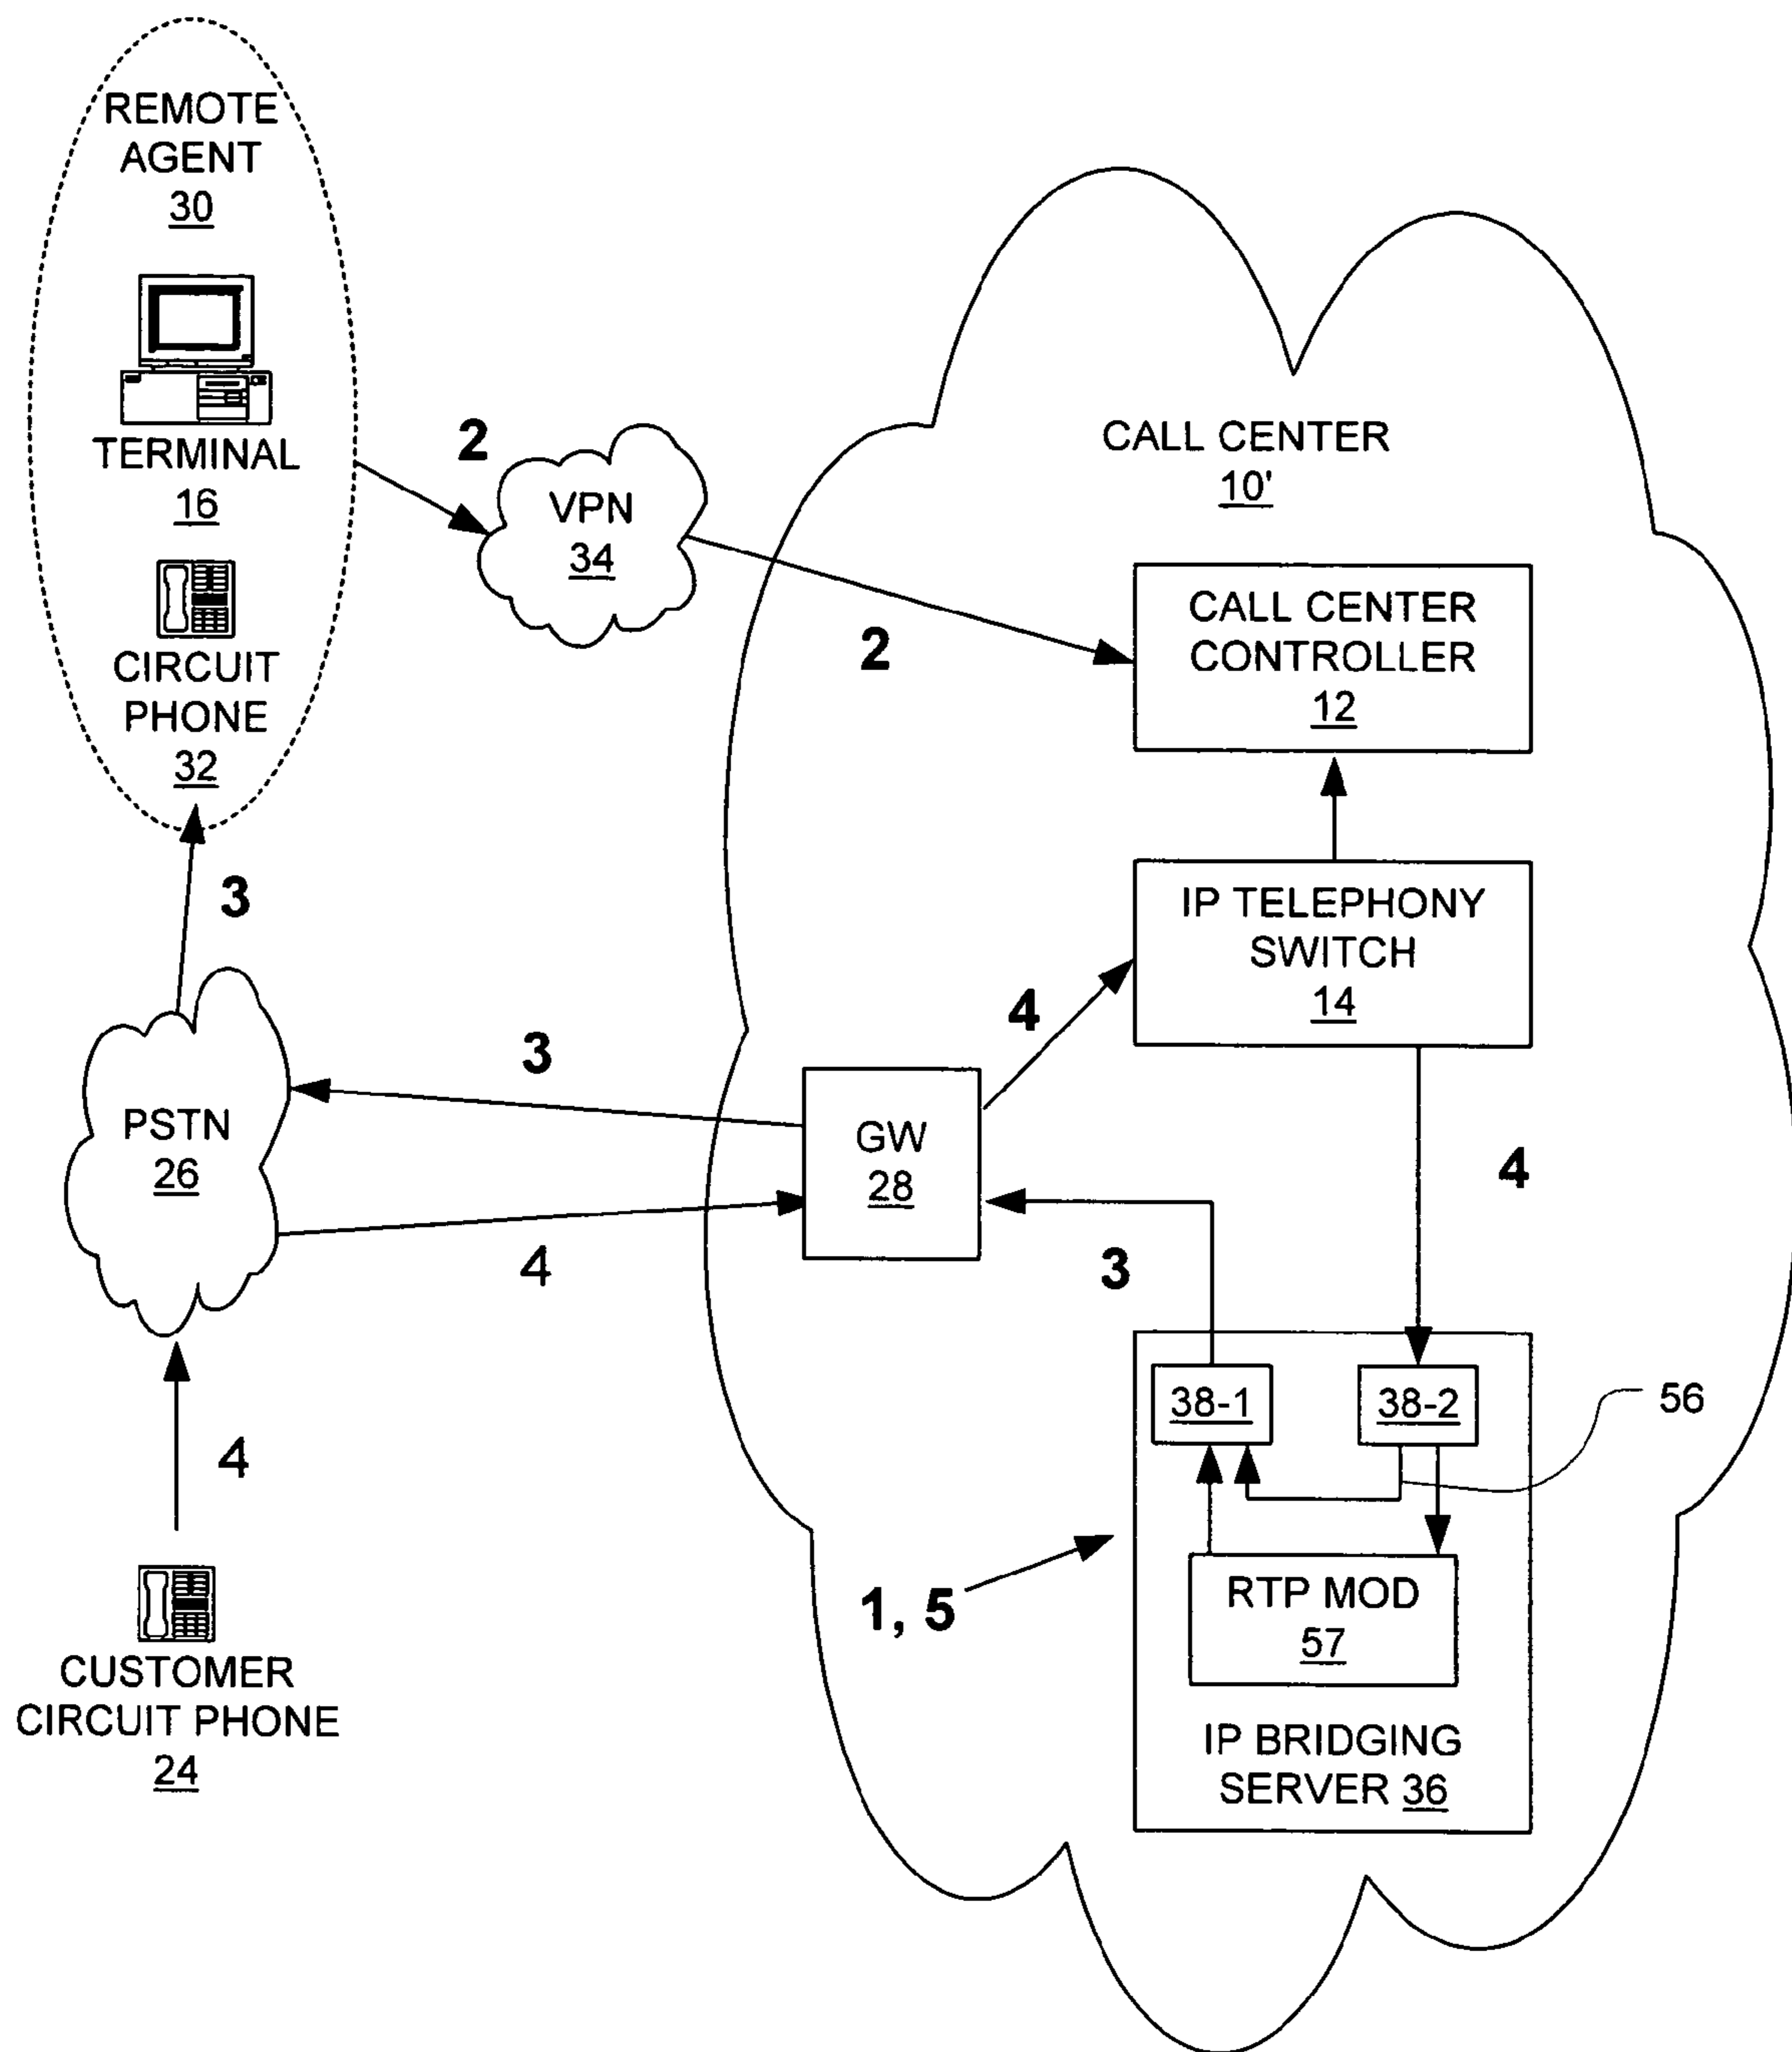 REMOTE
AGENT
30
TERMINAL
16
CIRCUIT
PHONE
32
2
VPN
34
2
CALL CENTER
10'
CALL CENTER
CONTROLLER
12
IP TELEPHONY
SWITCH
14
3
3
4
PSTN
26
GW
28
4
4
3
4
38-1
38-2
56
1, 5
RTP MOD
57
IP BRIDGING
SERVER 36
CUSTOMER
CIRCUIT PHONE
24